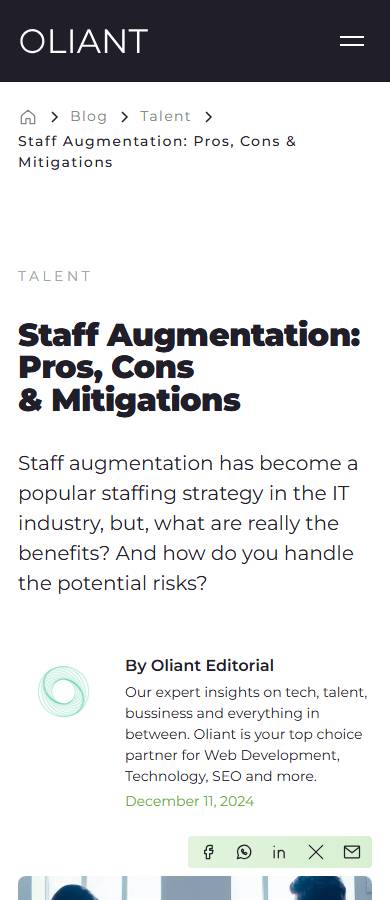 OLIANT
Blog
Talent
Staff Augmentation: Pros, Cons &
Mitigations
TALENT
Staff Augmentation:
Pros, Cons
& Mitigations
Staff augmentation has become a
popular staffing strategy in the IT
industry, but, what are really the
benefits? And how do you handle
the potential risks?
By Oliant Editorial
Our expert insights on tech, talent,
bussiness and everything in
between. Oliant is your top choice
partner for Web Development,
Technology, SEO and more.
December 11, 2024